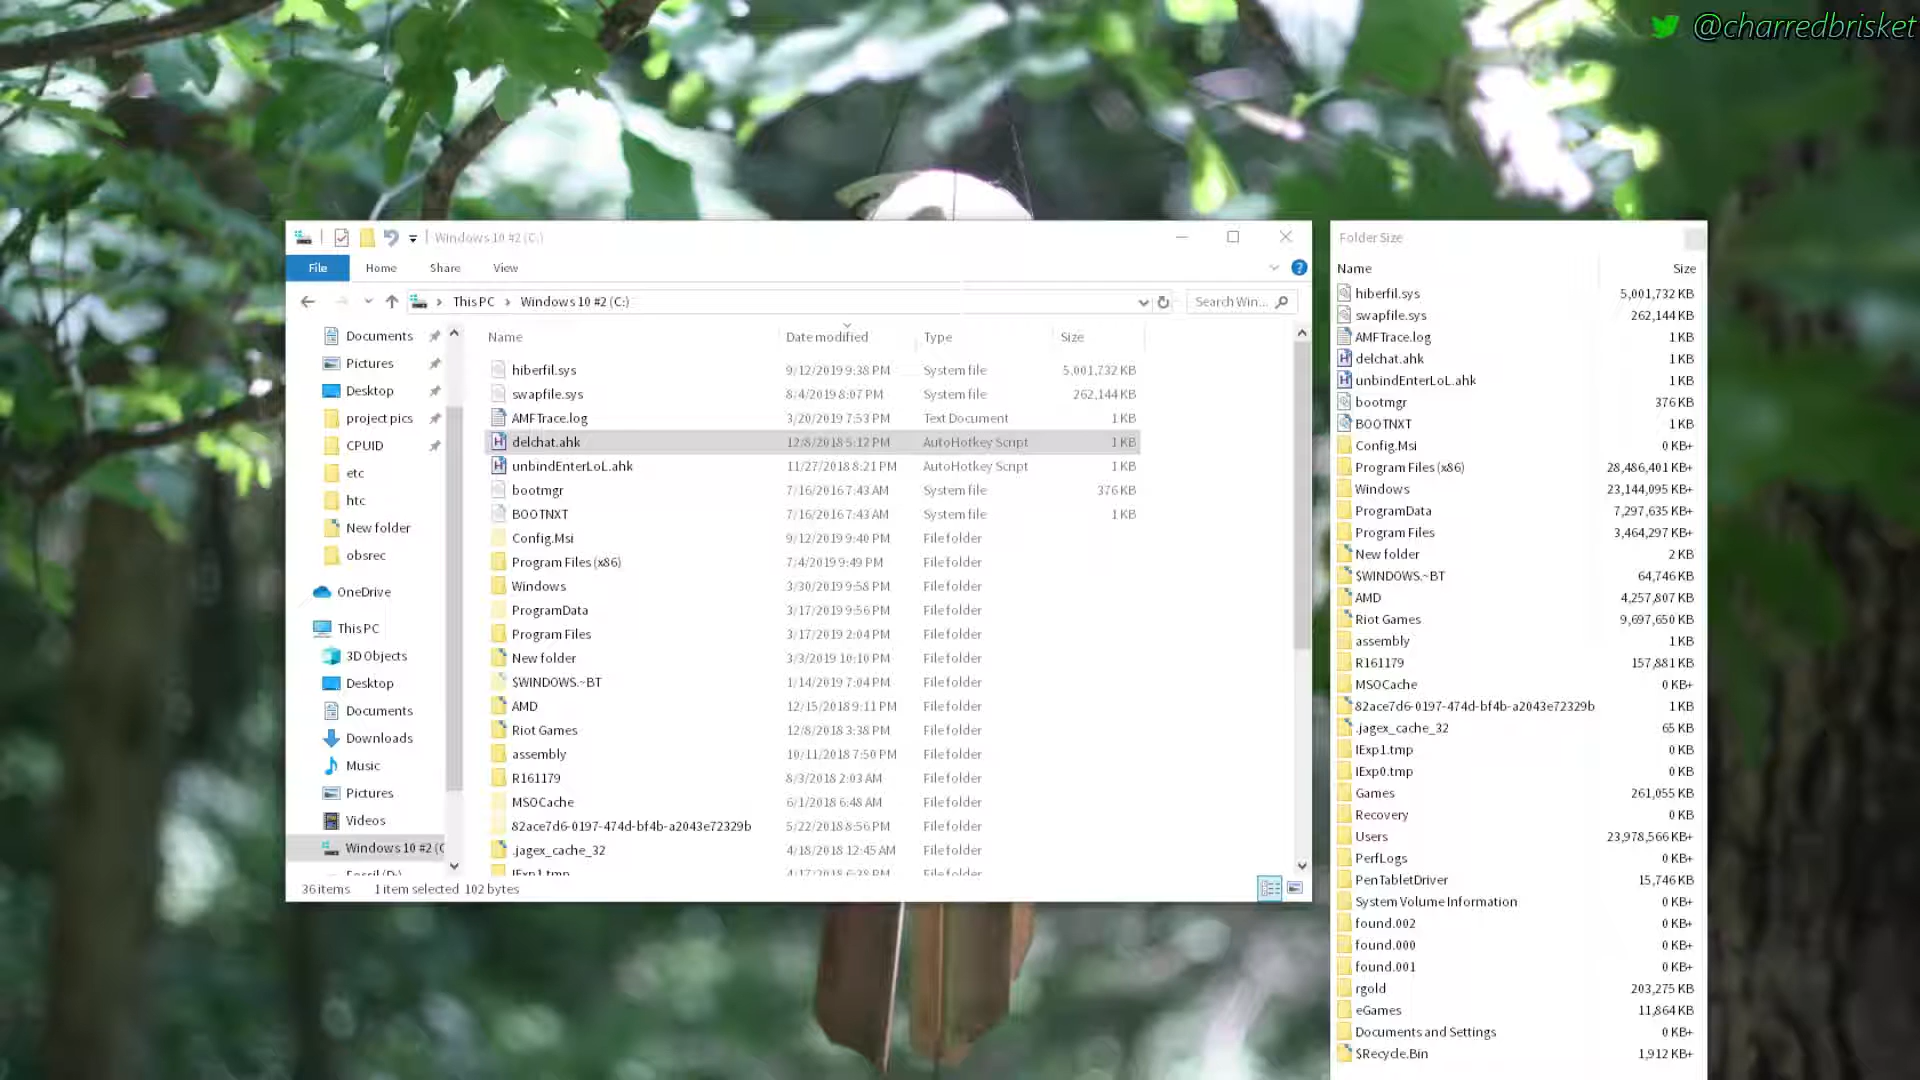 @charredbrisket
Windows 10 #2 (C:)
File Home Share View
This PC > Windows 10 #2 (C:)
Search Win...
Documents
Pictures
Desktop
project pics
CPUID
etc
htc
New folder
obsrec
OneDrive
This PC
3D Objects
Desktop
Documents
Downloads
Music
Pictures
Videos
Windows 10 #2 (C
Name Date modified Type Size
hiberfil.sys 9/12/2019 9:38 PM System file 5,001,732 KB
swapfile.sys 8/4/2019 8:07 PM System file 262,144 KB
AMFTrace.log 3/20/2019 7:53 PM Text Document 1 KB
delchat.ahk 12/8/2018 5:12 PM AutoHotkey Script 1 KB
unbindEnterLoL.ahk 11/27/2018 8:21 PM AutoHotkey Script 1 KB
bootmgr 7/16/2016 7:43 AM System file 376 KB
BOOTNXT 7/16/2016 7:43 AM System file 1 KB
Config.Msi 9/12/2019 9:40 PM File folder
Program Files (x86) 7/4/2019 9:49 PM File folder
Windows 3/30/2019 9:58 PM File folder
ProgramData 3/17/2019 9:56 PM File folder
Program Files 3/17/2019 2:04 PM File folder
New folder 3/3/2019 10:10 PM File folder
$WINDOWS.~BT 1/14/2019 7:04 PM File folder
AMD 12/15/2018 9:11 PM File folder
Riot Games 12/8/2018 3:38 PM File folder
assembly 10/11/2018 7:50 PM File folder
R161179 8/3/2018 2:03 AM File folder
MSOCache 6/1/2018 6:48 AM File folder
82ace7d6-0197-474d-bf4b-a2043e72329b 5/22/2018 8:56 PM File folder
.jagex_cache_32 4/18/2018 12:45 AM File folder
IExp1.tmp 4/17/2018 6:38 PM File folder
36 items 1 item selected 102 bytes
Folder Size
Name Size
hiberfil.sys 5,001,732 KB
swapfile.sys 262,144 KB
AMFTrace.log 1 KB
delchat.ahk 1 KB
unbindEnterLoL.ahk 1 KB
bootmgr 376 KB
BOOTNXT 1 KB
Config.Msi 0 KB+
Program Files (x86) 28,486,401 KB+
Windows 23,144,095 KB+
ProgramData 7,297,635 KB+
Program Files 3,464,297 KB+
New folder 2 KB
$WINDOWS.~BT 64,746 KB
AMD 4,257,807 KB
Riot Games 9,697,650 KB
assembly 1 KB
R161179 157,881 KB
MSOCache 0 KB+
82ace7d6-0197-474d-bf4b-a2043e72329b 1 KB
.jagex_cache_32 65 KB
IExp1.tmp 0 KB
IExp0.tmp 0 KB
Games 261,055 KB
Recovery 0 KB
Users 23,978,566 KB+
PerfLogs 0 KB+
PenTabletDriver 15,746 KB
System Volume Information 0 KB+
found.002 0 KB+
found.000 0 KB+
found.001 0 KB+
rgold 203,275 KB
eGames 11,864 KB
Documents and Settings 0 KB+
$Recycle.Bin 1,912 KB+